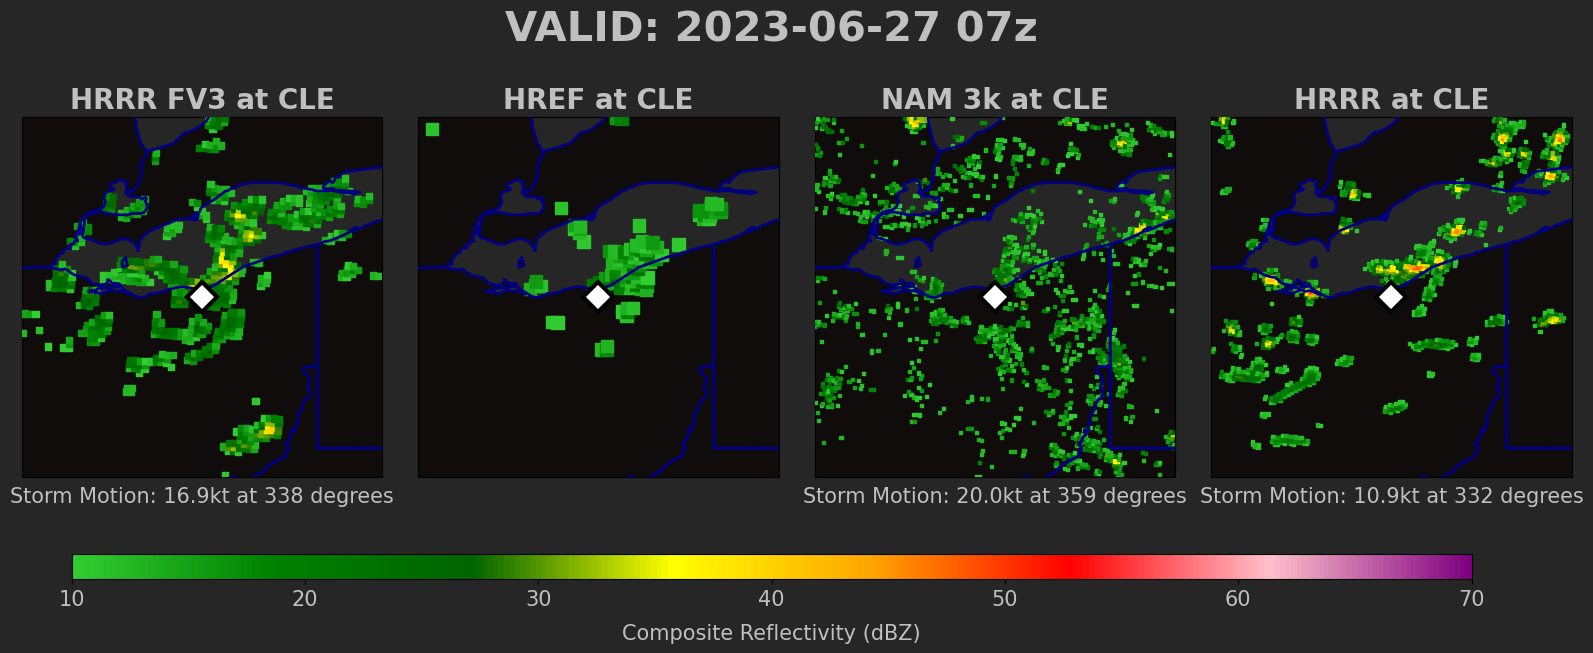 VALID: 2023-06-27 07z
HRRR FV3 at CLE
HREF at CLE
NAM 3k at CLE
HRRR at CLE
Storm Motion: 16.9kt at 338 degrees
Storm Motion: 20.0kt at 359 degrees
Storm Motion: 10.9kt at 332 degrees
10 20 30 40 50 60 70
Composite Reflectivity (dBZ)